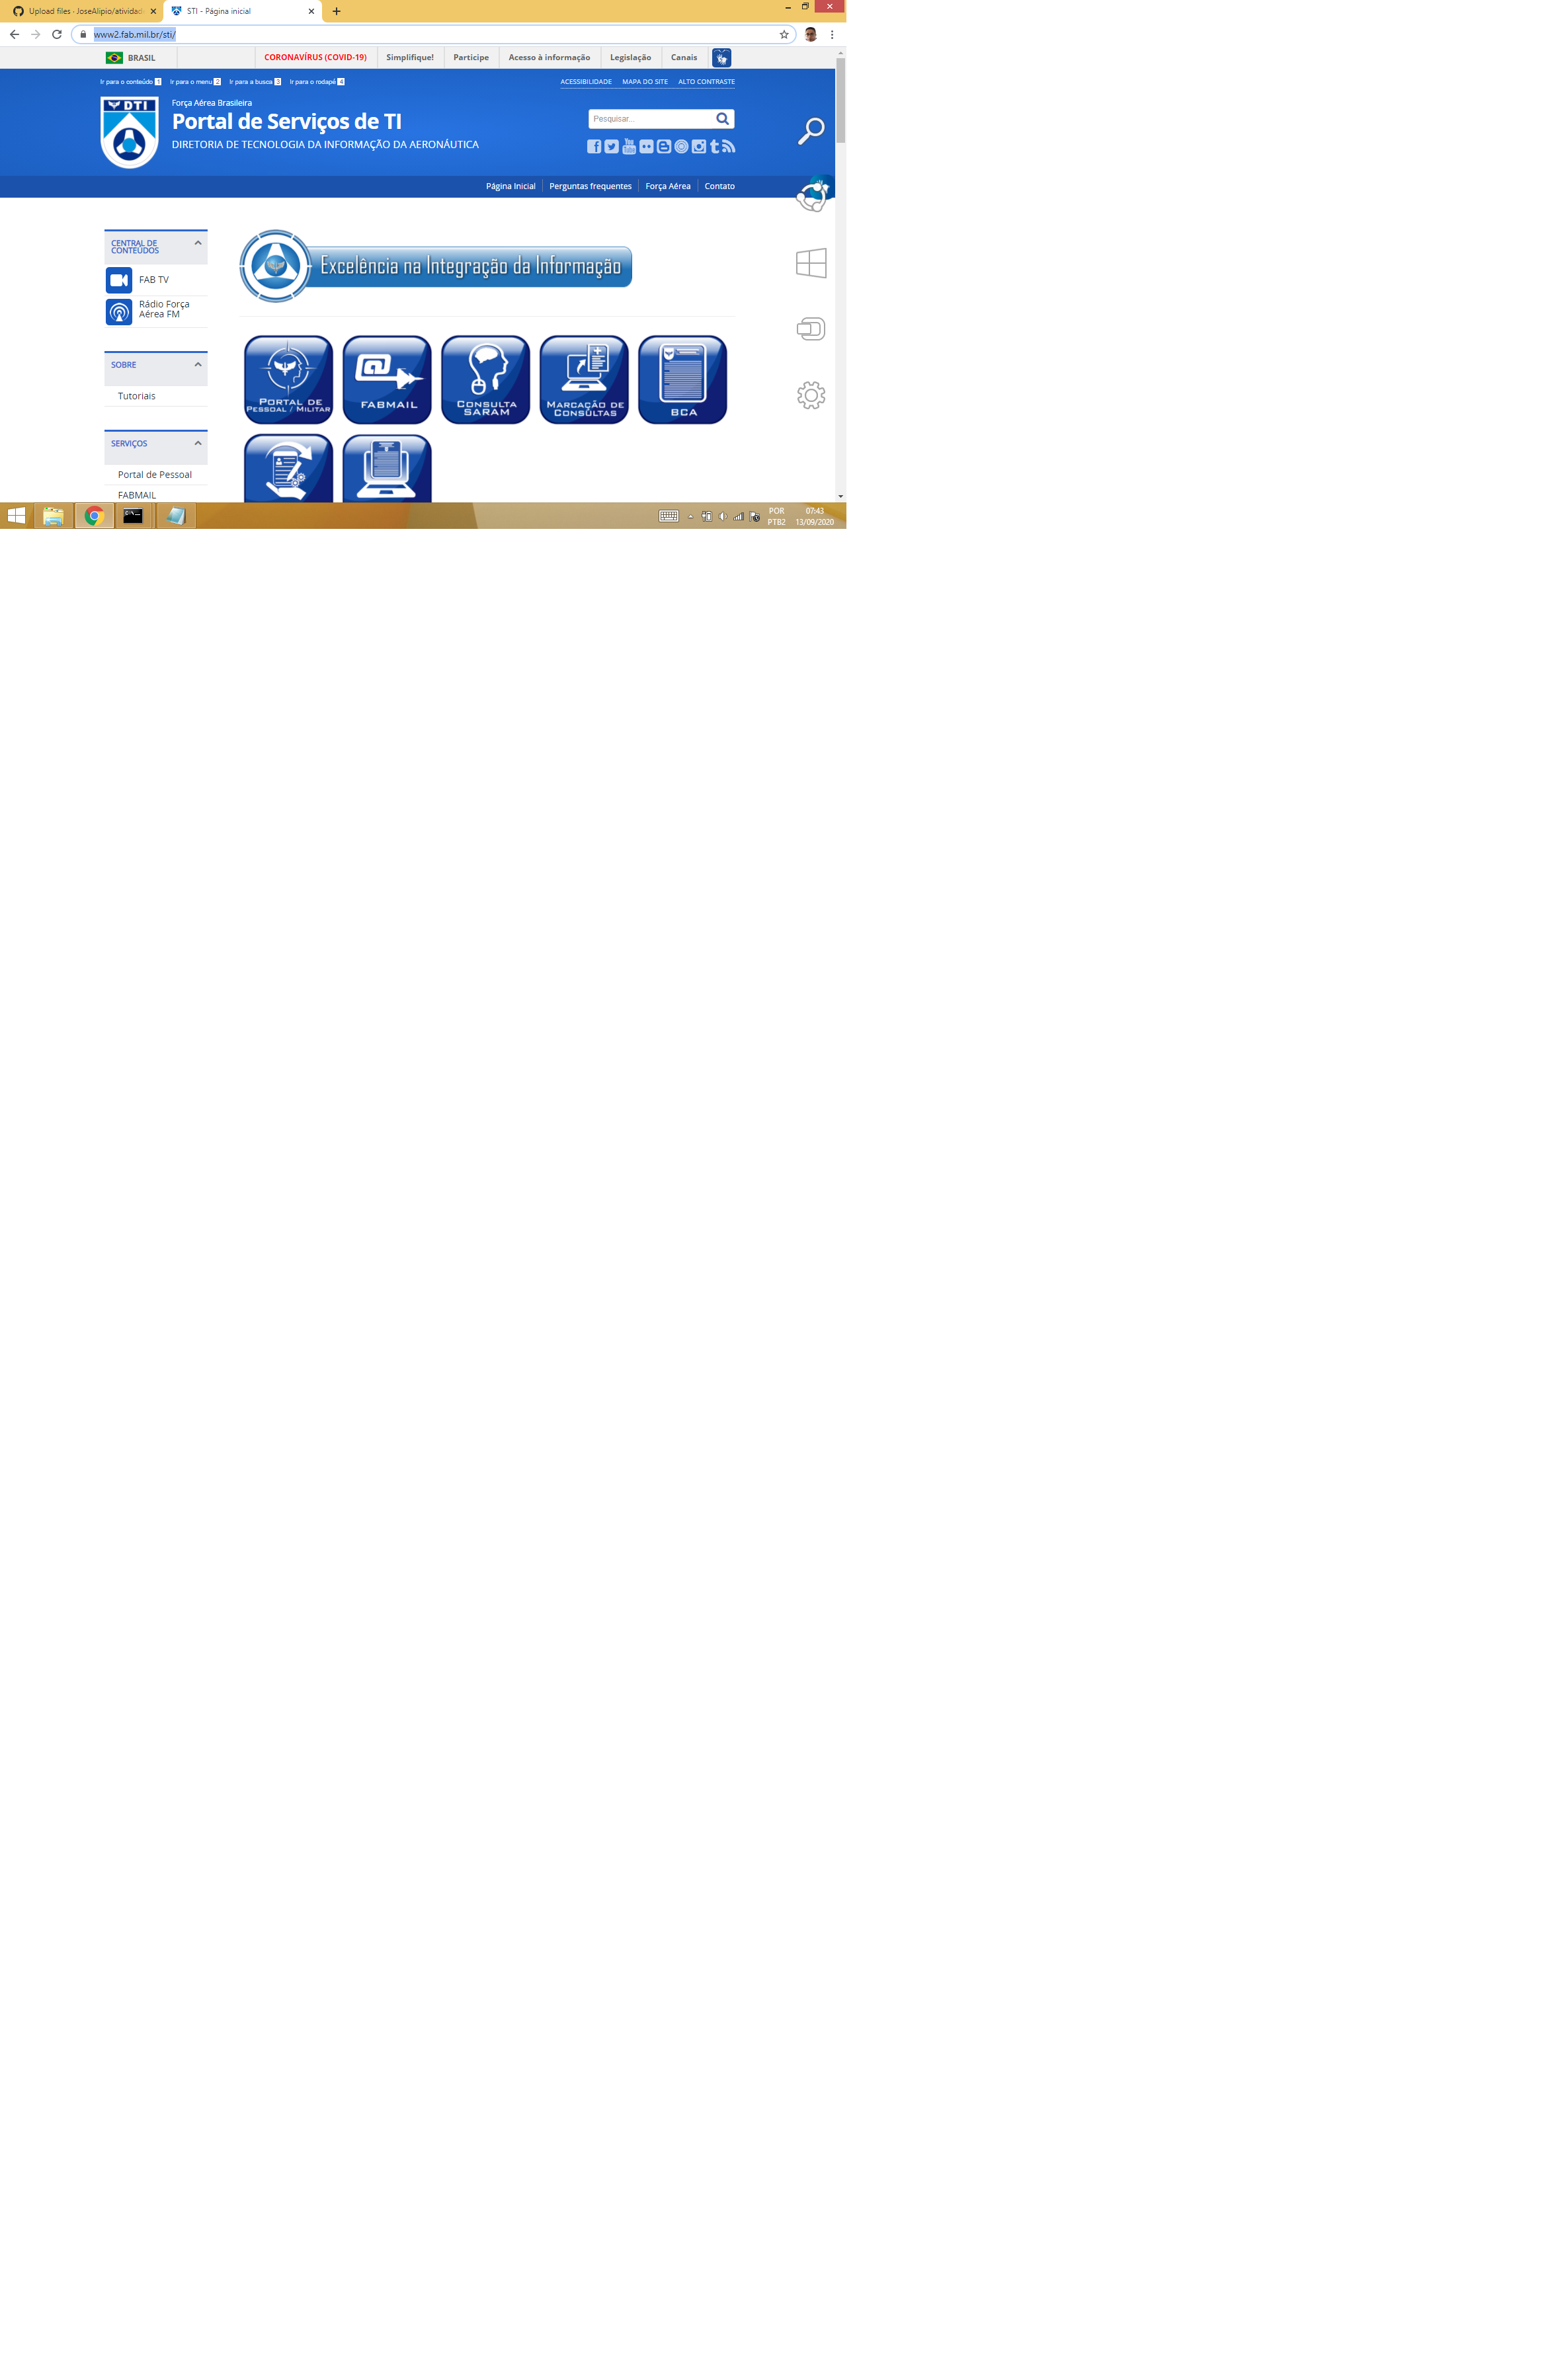 Upload files · JoseAlipio/atividad
STI - Página inicial
www2.fab.mil.br/sti/
BRASIL
CORONAVÍRUS (COVID-19)
Simplifique!
Participe
Acesso à informação
Legislação
Canais
Ir para o conteúdo 1
Ir para o menu 2
Ir para a busca 3
Ir para o rodapé 4
ACESSIBILIDADE
MAPA DO SITE
ALTO CONTRASTE
DTI
Força Aérea Brasileira
Portal de Serviços de TI
DIRETORIA DE TECNOLOGIA DA INFORMAÇÃO DA AERONÁUTICA
Pesquisar...
You
Tube
Página Inicial
Perguntas frequentes
Força Aérea
Contato
CENTRAL DE
CONTEÚDOS
FAB TV
Rádio Força
Aérea FM
SOBRE
Tutoriais
SERVIÇOS
Portal de Pessoal
FABMAIL
Excelência na Integração da Informação
PORTAL DE
PESSOAL / MILITAR
FABMAIL
CONSULTA
SARAM
MARCAÇÃO DE
CONSULTAS
BCA
POR
PTB2
07:43
13/09/2020